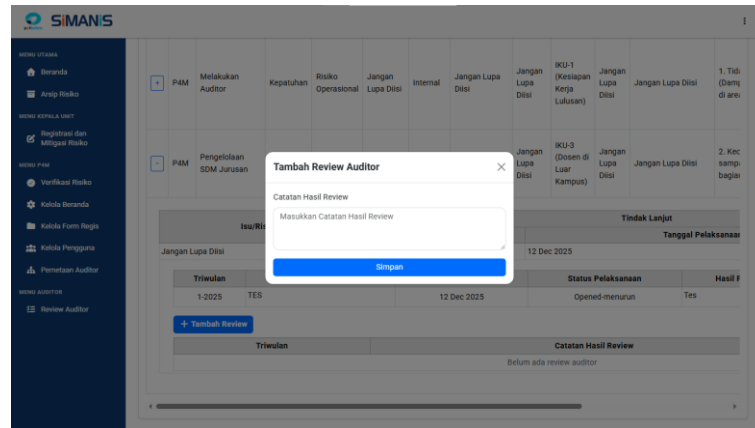 SiMANiS
MENU UTAMA
Beranda
Arsip Risiko
MENU KEPALA UNIT
Registrasi dan
Mitigasi Risiko
MENU P4M
Verifikasi Risiko
Kelola Beranda
Kelola Form Regis
Kelola Pengguna
Pemetaan Auditor
MENU AUDITOR
Review Auditor
+ P4M Melakukan Auditor Kepatuhan Risiko Operasional Jangan Lupa Diisi Internal Jangan Lupa Diisi Jangan Lupa Diisi IKU-1 (Kesiapan Kerja Lulusan) Jangan Lupa Diisi Jangan Lupa Diisi 1. (Damp di area
- P4M Pengelolaan SDM Jurusan Jangan Lupa Diisi IKU-3 (Dosen di Luar Kampus) Jangan Lupa Diisi Jangan Lupa Diisi 2. Kec samp bagia
Tambah Review Auditor
Catatan Hasil Review
Masukkan Catatan Hasil Review
Simpan
Isu/Ris Tindak Lanjut
Tanggal Pelaksanaan
Jangan Lupa Diisi 12 Dec 2025
Triwulan Status Pelaksanaan Hasil
1-2025 TES 12 Dec 2025 Opened-menurun Tes
+ Tambah Review
Triwulan Catatan Hasil Review
Belum ada review auditor